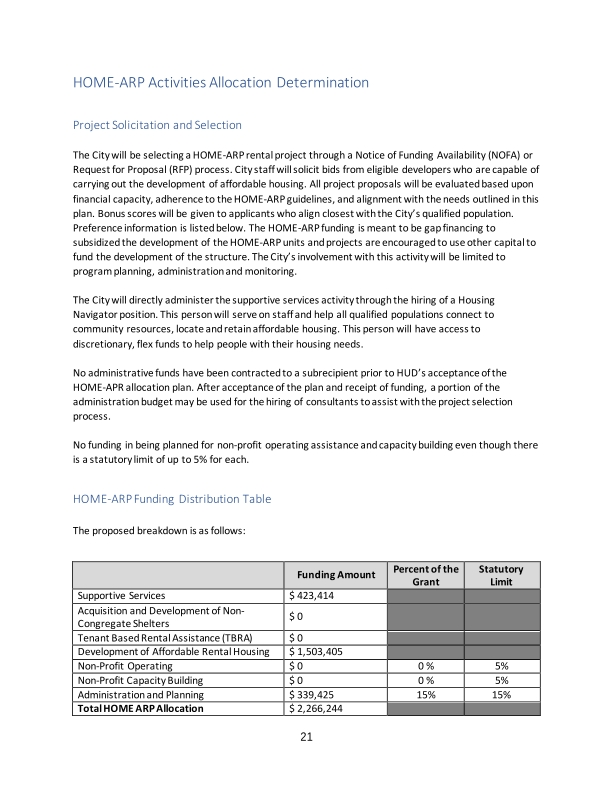 HOME-ARP Activities Allocation Determination
Project Solicitation and Selection
The City will be selecting a HOME-ARP rental project through a Notice of Funding Availability (NOFA) or
Request for Proposal (RFP) process. City staff will solicit bids from eligible developers who are capable of
carrying out the development of affordable housing. All project proposals will be evaluated based upon
financial capacity, adherence to the HOME-ARP guidelines, and alignment with the needs outlined in this
plan. Bonus scores will be given to applicants who align closest with the City's qualified population.
Preference information is listed below. The HOME-ARP funding is meant to be gap financing to
subsidized the development of the HOME-ARP units and projects are encouraged to use other capital to
fund the development of the structure. The City's involvement with this activity will be limited to
program planning, administration and monitoring.
The City will directly administer the supportive services activity through the hiring of a Housing
Navigator position. This person will serve on staff and help all qualified populations connect to
community resources, locate and retain affordable housing. This person will have access to
discretionary, flex funds to help people with their housing needs.
No administrative funds have been contracted to a subrecipient prior to HUD's acceptance of the
HOME-APR allocation plan. After acceptance of the plan and receipt of funding, a portion of the
administration budget may be used for the hiring of consultants to assist with the project selection
process.
No funding in being planned for non-profit operating assistance and capacity building even though there
is a statutory limit of up to 5% for each.
HOME-ARP Funding Distribution Table
The proposed breakdown is as follows:
Funding Amount Percent of the Grant Statutory Limit
Supportive Services $ 423,414
Acquisition and Development of Non-
Congregate Shelters $ 0
Tenant Based Rental Assistance (TBRA) $ 0
Development of Affordable Rental Housing $ 1,503,405
Non-Profit Operating $ 0 0 % 5%
Non-Profit Capacity Building $ 0 0 % 5%
Administration and Planning $ 339,425 15% 15%
Total HOME ARP Allocation $ 2,266,244
21